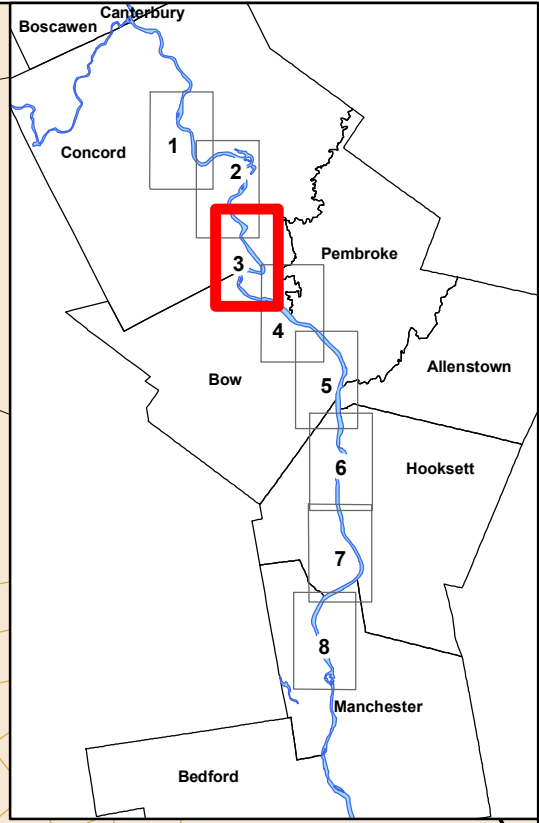 Canterbury
Boscawen
Concord
1
2
Pembroke
3
4
Bow
Allenstown
5
6
Hooksett
7
8
Manchester
Bedford